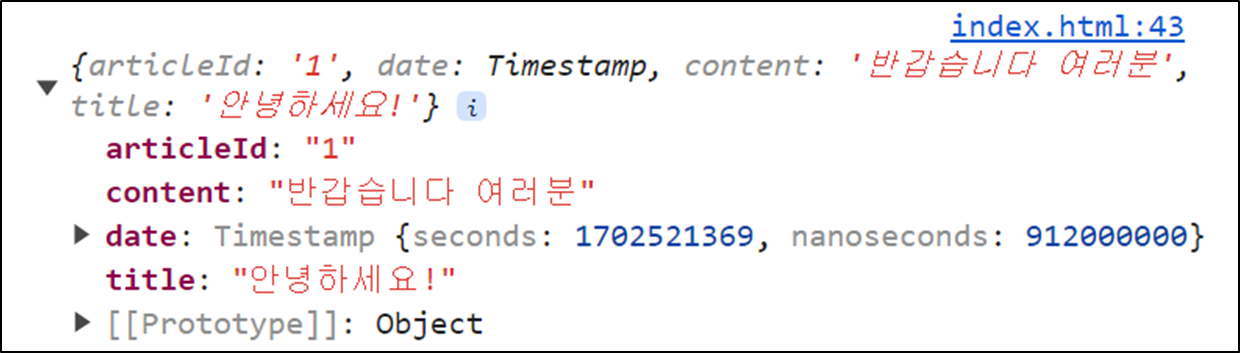 index.html:43
▼ {articleId: '1', date: Timestamp, content: '반갑습니다 여러분',
title: '안녕하세요!'} i
articleId: "1"
content: "반갑습니다 여러분"
▶ date: Timestamp {seconds: 1702521369, nanoseconds: 912000000}
title: "안녕하세요!"
▶ [[Prototype]]: Object